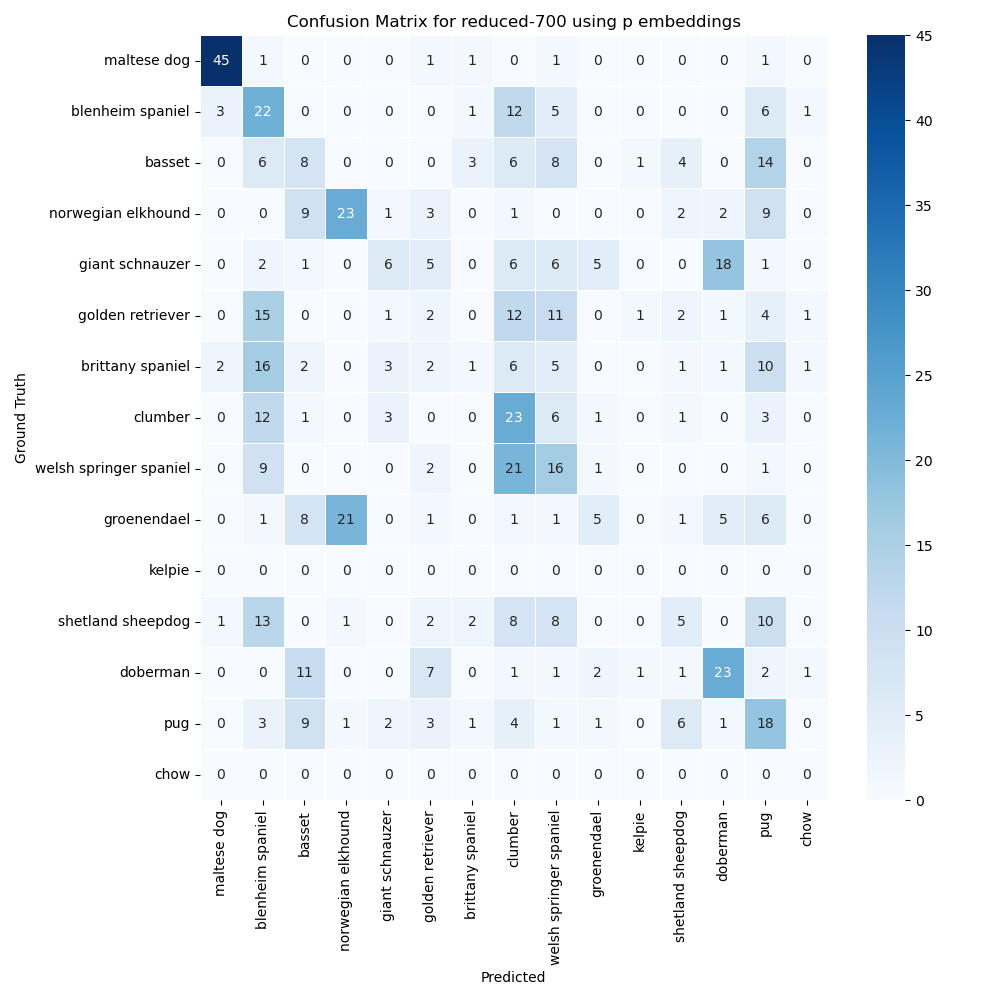 Confusion Matrix for reduced-700 using p embeddings
maltese dog 45 1 0 0 0 1 1 0 1 0 0 0 0 1 0
blenheim spaniel 3 22 0 0 0 0 1 12 5 0 0 0 0 6 1
basset 0 6 8 0 0 0 3 6 8 0 1 4 0 14 0
norwegian elkhound 0 0 9 23 1 3 0 1 0 0 0 2 2 9 0
giant schnauzer 0 2 1 0 6 5 0 6 6 5 0 0 18 1 0
golden retriever 0 15 0 0 1 2 0 12 11 0 1 2 1 4 1
brittany spaniel 2 16 2 0 3 2 1 6 5 0 0 1 1 10 1
clumber 0 12 1 0 3 0 0 23 6 1 0 1 0 3 0
welsh springer spaniel 0 9 0 0 0 2 0 21 16 1 0 0 0 1 0
groenendael 0 1 8 21 0 1 0 1 1 5 0 1 5 6 0
kelpie 0 0 0 0 0 0 0 0 0 0 0 0 0 0 0
shetland sheepdog 1 13 0 1 0 2 2 8 8 0 0 5 0 10 0
doberman 0 0 11 0 0 7 0 1 1 2 1 1 23 2 1
pug 0 3 9 1 2 3 1 4 1 1 0 6 1 18 0
chow 0 0 0 0 0 0 0 0 0 0 0 0 0 0 0
Ground Truth
maltese dog
blenheim spaniel
basset
norwegian elkhound
giant schnauzer
golden retriever
brittany spaniel
clumber
welsh springer spaniel
groenendael
kelpie
shetland sheepdog
doberman
pug
chow
Predicted
45
40
35
30
25
20
15
10
5
0